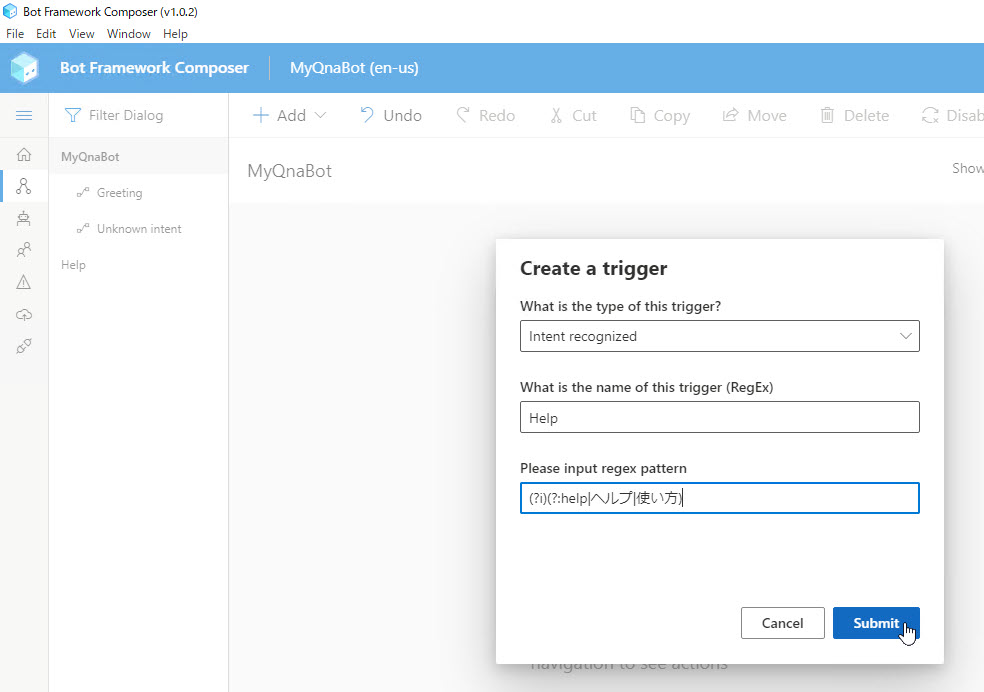 Bot Framework Composer (v1.0.2)
File Edit View Window Help
Bot Framework Composer MyQnaBot (en-us)
Filter Dialog
Add Undo Redo Cut Copy Move Delete Disab
MyQnaBot
Greeting
Unknown intent
Help
MyQnaBot
Show
Create a trigger
What is the type of this trigger?
Intent recognized
What is the name of this trigger (RegEx)
Help
Please input regex pattern
(?i)(?:help|ヘルプ|使い方)
Cancel Submit
navigation to see actions